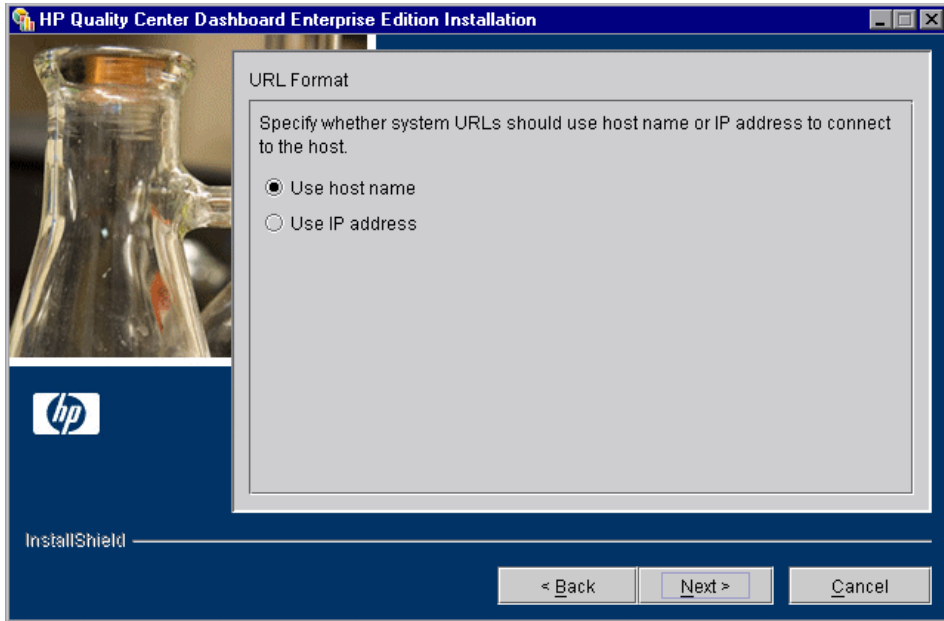 HP Quality Center Dashboard Enterprise Edition Installation
URL Format
Specify whether system URLs should use host name or IP address to connect
to the host.
Use host name
Use IP address
hp
InstallShield
< Back
Next >
Cancel